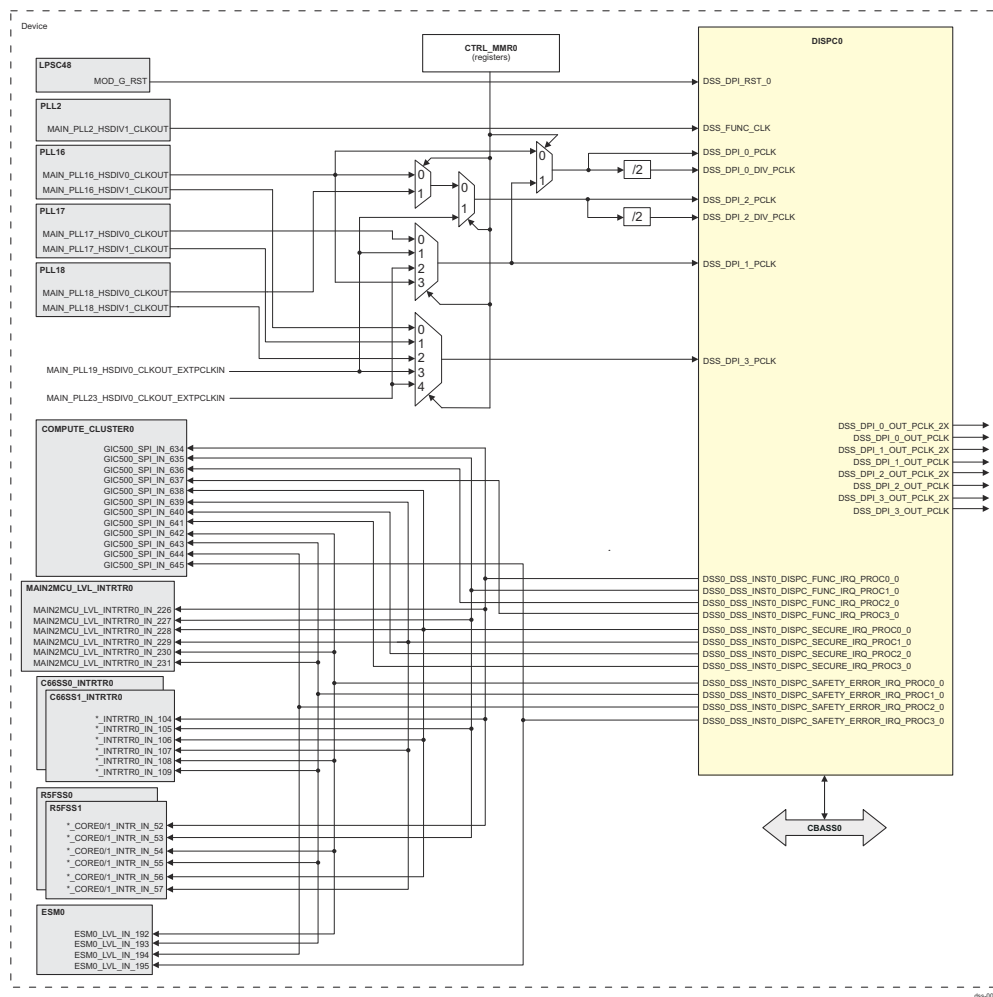 Device
CTRL_MMR0
(registers)
DISPC0
LPSC48
MOD_G_RST
DSS_DPI_RST_0
PLL2
MAIN_PLL2_HSDIV1_CLKOUT
DSS_FUNC_CLK
PLL16
MAIN_PLL16_HSDIV0_CLKOUT
MAIN_PLL16_HSDIV1_CLKOUT
0
1
0
1
0
1
/2
/2
DSS_DPI_0_PCLK
DSS_DPI_0_DIV_PCLK
DSS_DPI_2_PCLK
DSS_DPI_2_DIV_PCLK
PLL17
MAIN_PLL17_HSDIV0_CLKOUT
MAIN_PLL17_HSDIV1_CLKOUT
0
1
2
3
DSS_DPI_1_PCLK
PLL18
MAIN_PLL18_HSDIV0_CLKOUT
MAIN_PLL18_HSDIV1_CLKOUT
0
1
2
3
4
DSS_DPI_3_PCLK
MAIN_PLL19_HSDIV0_CLKOUT_EXTPCLKIN
MAIN_PLL23_HSDIV0_CLKOUT_EXTPCLKIN
COMPUTE_CLUSTER0
GIC500_SPI_IN_634
GIC500_SPI_IN_635
GIC500_SPI_IN_636
GIC500_SPI_IN_637
GIC500_SPI_IN_638
GIC500_SPI_IN_639
GIC500_SPI_IN_640
GIC500_SPI_IN_641
GIC500_SPI_IN_642
GIC500_SPI_IN_643
GIC500_SPI_IN_644
GIC500_SPI_IN_645
DSS_DPI_0_OUT_PCLK_2X
DSS_DPI_0_OUT_PCLK
DSS_DPI_1_OUT_PCLK_2X
DSS_DPI_1_OUT_PCLK
DSS_DPI_2_OUT_PCLK_2X
DSS_DPI_2_OUT_PCLK
DSS_DPI_3_OUT_PCLK_2X
DSS_DPI_3_OUT_PCLK
MAIN2MCU_LVL_INTRTR0
MAIN2MCU_LVL_INTRTR0_IN_226
MAIN2MCU_LVL_INTRTR0_IN_227
MAIN2MCU_LVL_INTRTR0_IN_228
MAIN2MCU_LVL_INTRTR0_IN_229
MAIN2MCU_LVL_INTRTR0_IN_230
MAIN2MCU_LVL_INTRTR0_IN_231
DSS0_DSS_INST0_DISPC_FUNC_IRQ_PROC0_0
DSS0_DSS_INST0_DISPC_FUNC_IRQ_PROC1_0
DSS0_DSS_INST0_DISPC_FUNC_IRQ_PROC2_0
DSS0_DSS_INST0_DISPC_FUNC_IRQ_PROC3_0
DSS0_DSS_INST0_DISPC_SECURE_IRQ_PROC0_0
DSS0_DSS_INST0_DISPC_SECURE_IRQ_PROC1_0
DSS0_DSS_INST0_DISPC_SECURE_IRQ_PROC2_0
DSS0_DSS_INST0_DISPC_SECURE_IRQ_PROC3_0
DSS0_DSS_INST0_DISPC_SAFETY_ERROR_IRQ_PROC0_0
DSS0_DSS_INST0_DISPC_SAFETY_ERROR_IRQ_PROC1_0
DSS0_DSS_INST0_DISPC_SAFETY_ERROR_IRQ_PROC2_0
DSS0_DSS_INST0_DISPC_SAFETY_ERROR_IRQ_PROC3_0
C66SS0_INTRTR0
C66SS1_INTRTR0
*_INTRTR0_IN_104
*_INTRTR0_IN_105
*_INTRTR0_IN_106
*_INTRTR0_IN_107
*_INTRTR0_IN_108
*_INTRTR0_IN_109
R5FSS0
R5FSS1
*_CORE0/1_INTR_IN_52
*_CORE0/1_INTR_IN_53
*_CORE0/1_INTR_IN_54
*_CORE0/1_INTR_IN_55
*_CORE0/1_INTR_IN_56
*_CORE0/1_INTR_IN_57
CBASS0
ESM0
ESM0_LVL_IN_192
ESM0_LVL_IN_193
ESM0_LVL_IN_194
ESM0_LVL_IN_195